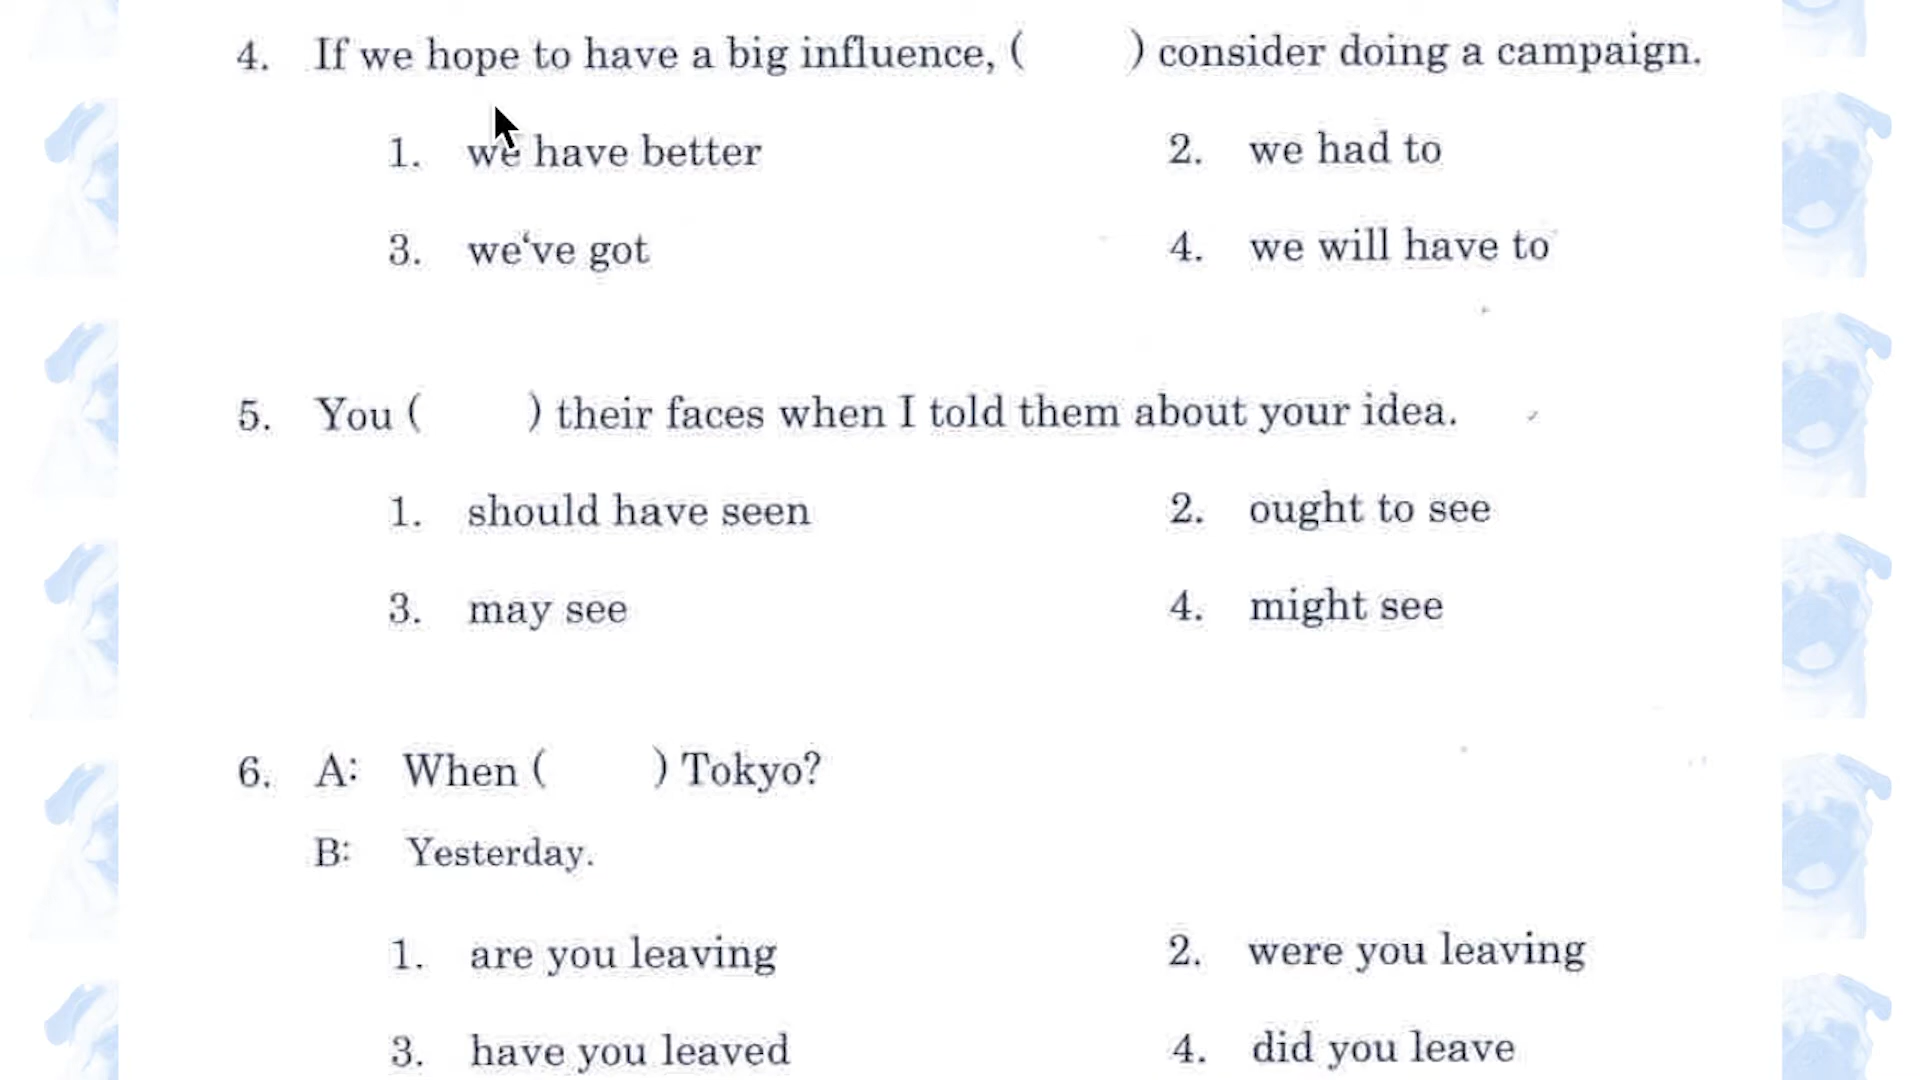 4. If we hope to have a big influence, ( ) consider doing a campaign.
1. we have better 2. we had to
3. we‘ve got 4. we will have to
5. You ( ) their faces when I told them about your idea.
1. should have seen 2. ought to see
3. may see 4. might see
6. A: When ( ) Tokyo?
B: Yesterday.
1. are you leaving 2. were you leaving
3. have you leaved 4. did you leave